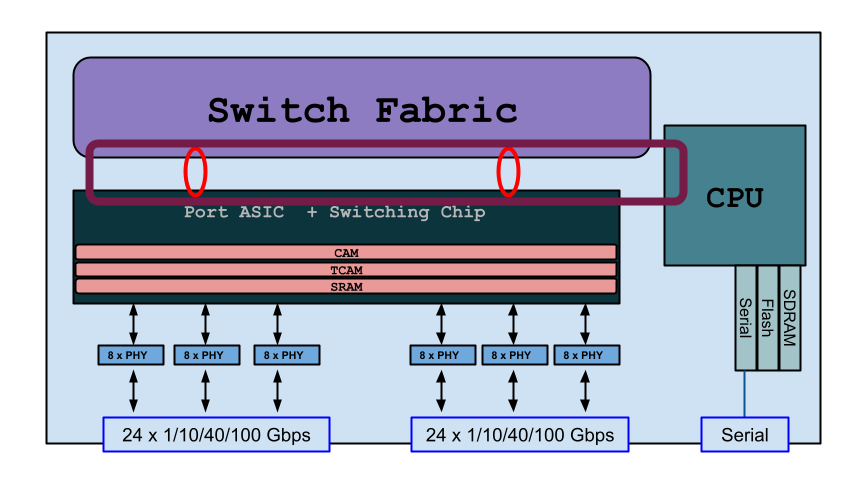 Switch Fabric
CPU
Port ASIC + Switching Chip
CAM
TCAM
SRAM
Serial
Flash
SDRAM
8 x PHY
8 x PHY
8 x PHY
8 x PHY
8 x PHY
8 x PHY
24 x 1/10/40/100 Gbps
24 x 1/10/40/100 Gbps
Serial